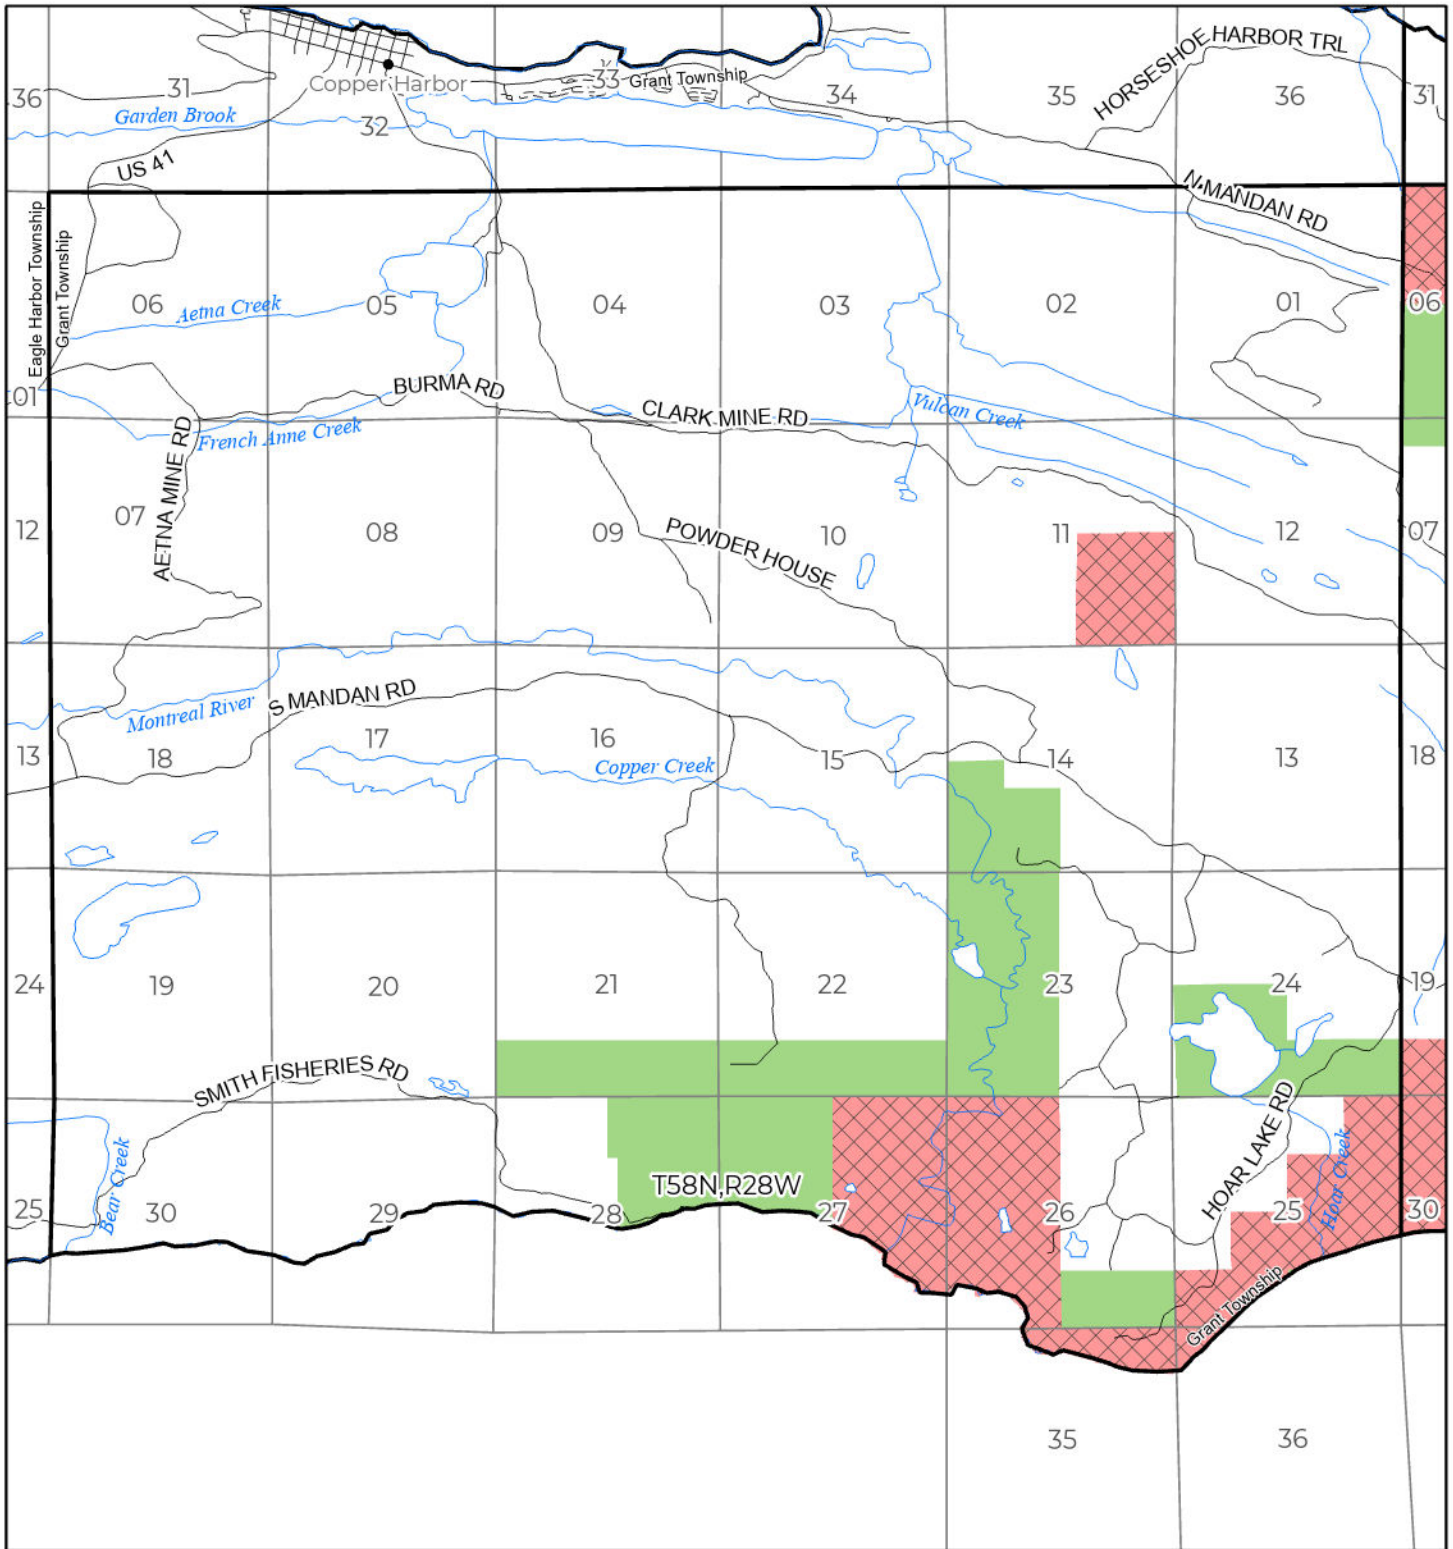 HORSESHOE HARBOR TRL
Copper Harbor
33
Grant Township
36
31
34
35
36
31
Garden Brook
32
US 41
N MANDAN RD
Eagle Harbor Township
Grant Township
06
Aetna Creek
05
04
03
02
01
06
01
BURMA RD
CLARK MINE RD
Vulcan Creek
French Anne Creek
AETNA MINE RD
12
07
08
09
POWDER HOUSE
10
11
12
07
Montreal River
S MANDAN RD
13
18
17
16
Copper Creek
15
14
13
18
24
19
20
21
22
23
24
19
SMITH FISHERIES RD
HOAR LAKE RD
Bear Creek
T58N,R28W
Hoar Creek
25
30
29
28
27
26
25
30
Grant Township
35
36